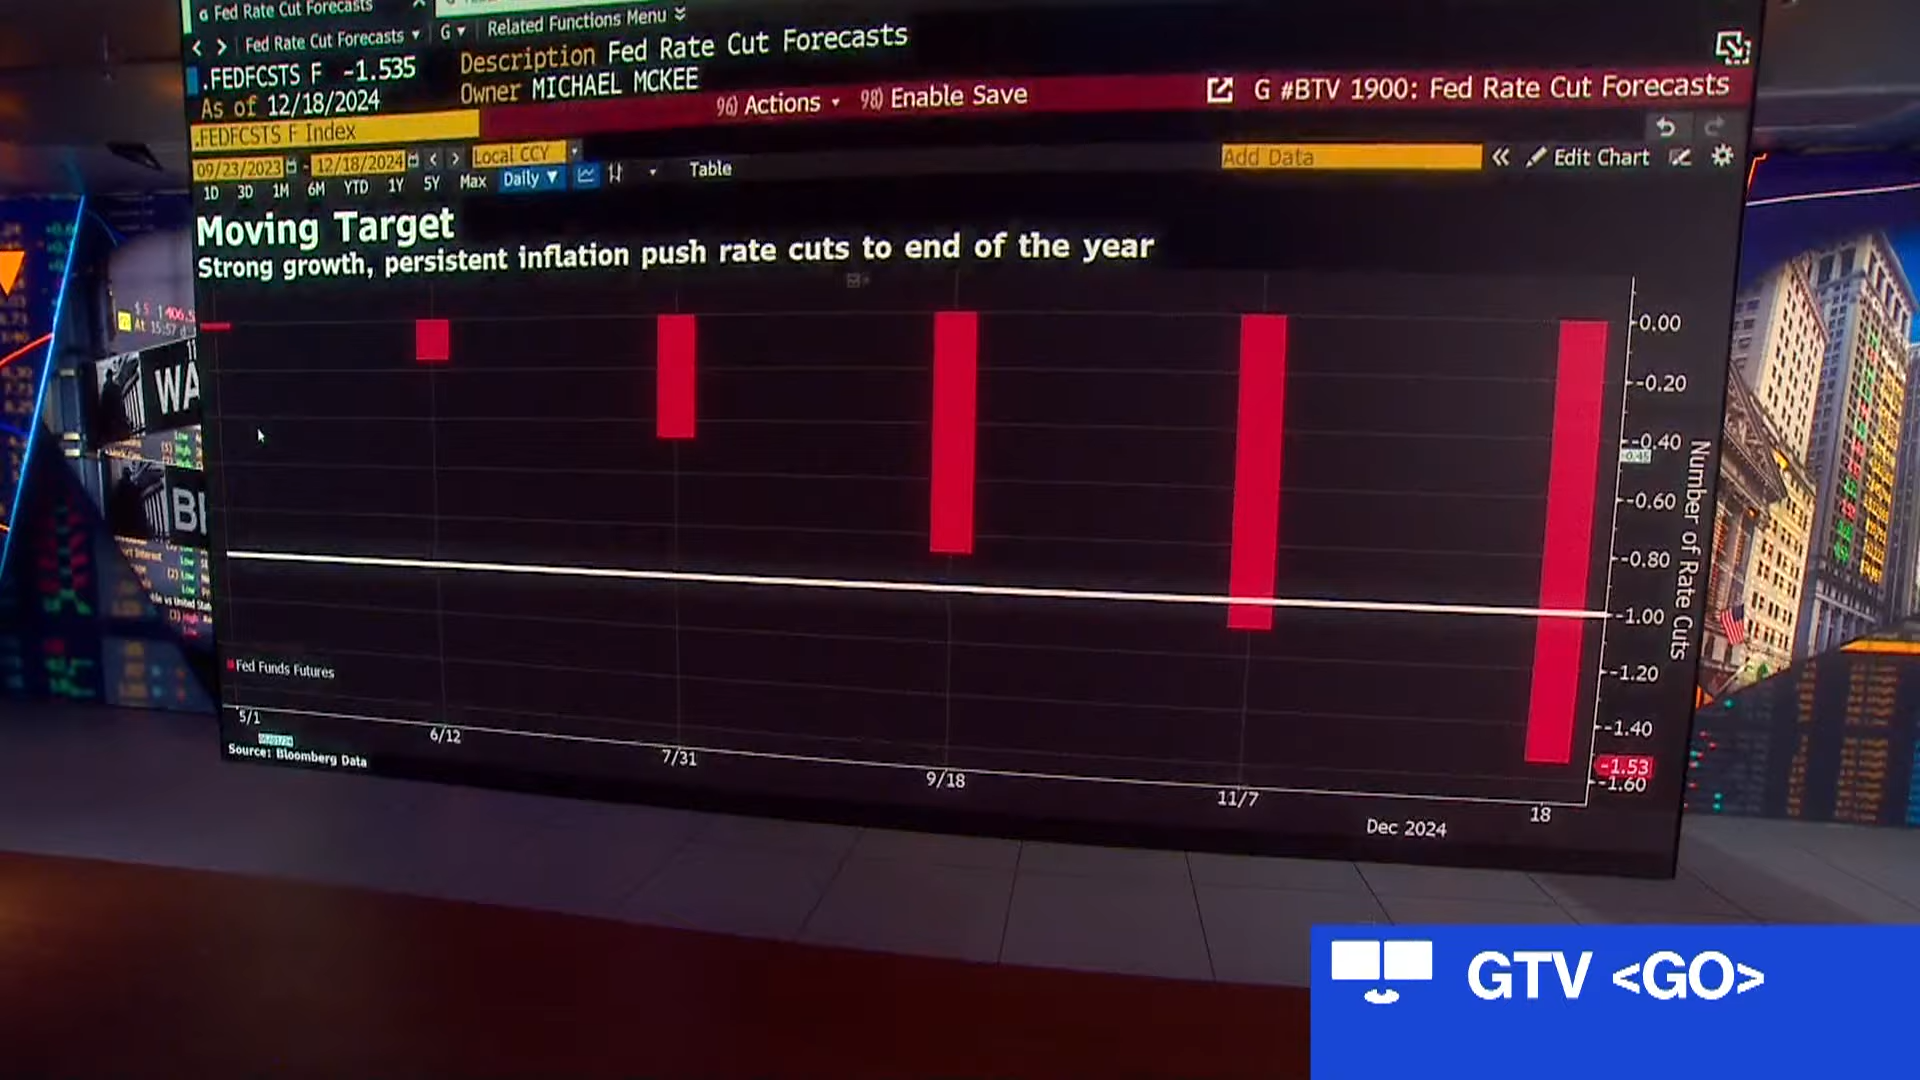 G Fed Rate Cut Forecasts
Fed Rate Cut Forecasts ▾ G ▾ Related Functions Menu
.FEDFCSTS F -1.535 Description Fed Rate Cut Forecasts
As of 12/18/2024 Owner MICHAEL MCKEE
96) Actions ▾ 98) Enable Save G #BTV 1900: Fed Rate Cut Forecasts
.FEDFCSTS F Index
09/23/2023 - 12/18/2024 < > Local CCY Add Data « Edit Chart
1D 3D 1M 6M YTD 1Y 5Y Max Daily ▼ Table
Moving Target
Strong growth, persistent inflation push rate cuts to end of the year
0.00
-0.20
-0.40
-0.45
-0.60
-0.80
-1.00
-1.20
-1.40
-1.53
-1.60
Number of Rate Cuts
Fed Funds Futures
5/1
6/12
7/31
9/18
11/7
18
Dec 2024
Source: Bloomberg Data
WA
GTV <GO>